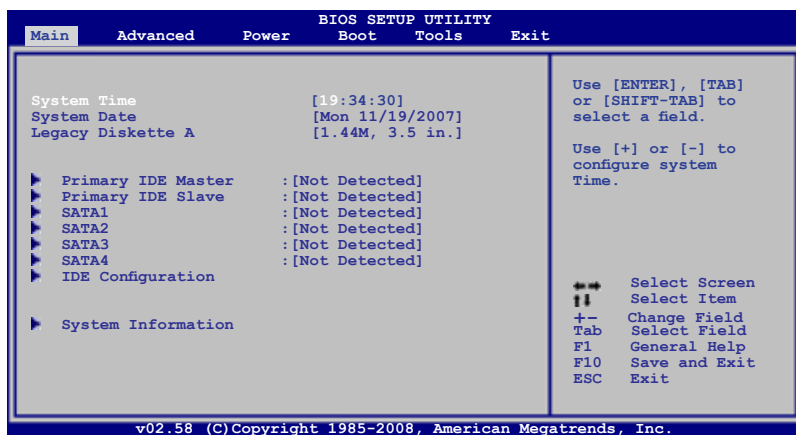 BIOS SETUP UTILITY
Main Advanced Power Boot Tools Exit
System Time [19:34:30]
System Date [Mon 11/19/2007]
Legacy Diskette A [1.44M, 3.5 in.]
Primary IDE Master :[Not Detected]
Primary IDE Slave :[Not Detected]
SATA1 :[Not Detected]
SATA2 :[Not Detected]
SATA3 :[Not Detected]
SATA4 :[Not Detected]
IDE Configuration
System Information
Use [ENTER], [TAB]
or [SHIFT-TAB] to
select a field.
Use [+] or [-] to
configure system
Time.
Select Screen
Select Item
+- Change Field
Tab Select Field
F1 General Help
F10 Save and Exit
ESC Exit
v02.58 (C)Copyright 1985-2008, American Megatrends, Inc.